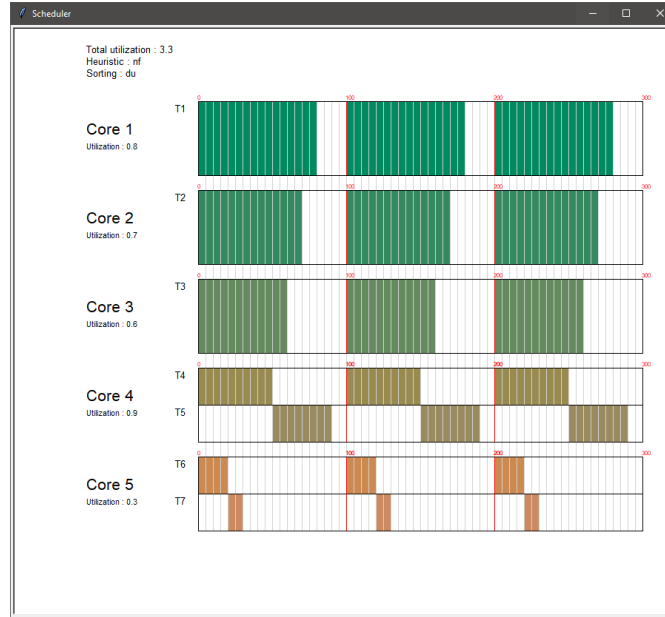 Scheduler
Total utilization : 3.3
Heuristic : nf
Sorting : du
0 100 200 300
T1
Core 1
Utilization : 0.8
0 100 200 300
T2
Core 2
Utilization : 0.7
0 100 200 300
T3
Core 3
Utilization : 0.6
0 100 200 300
T4
Core 4
Utilization : 0.9
T5
0 100 200 300
T6
Core 5
Utilization : 0.3
T7